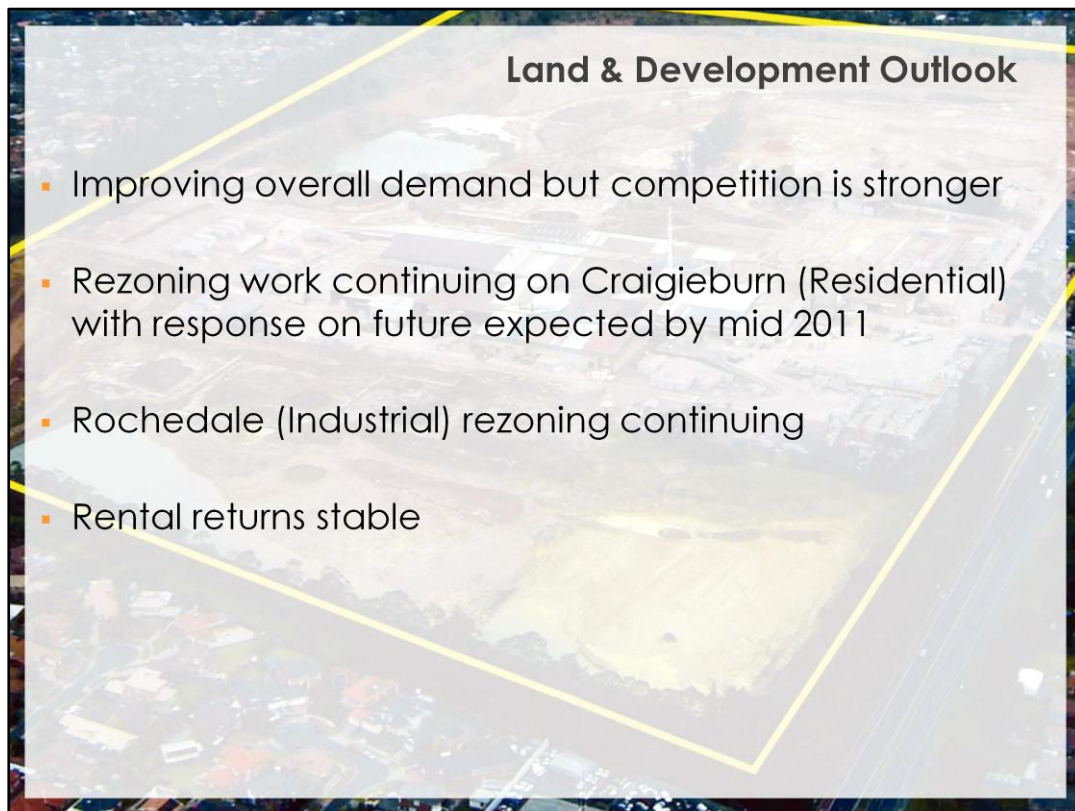 Land & Development Outlook
▪ Improving overall demand but competition is stronger
▪ Rezoning work continuing on Craigieburn (Residential)
with response on future expected by mid 2011
▪ Rochedale (Industrial) rezoning continuing
▪ Rental returns stable